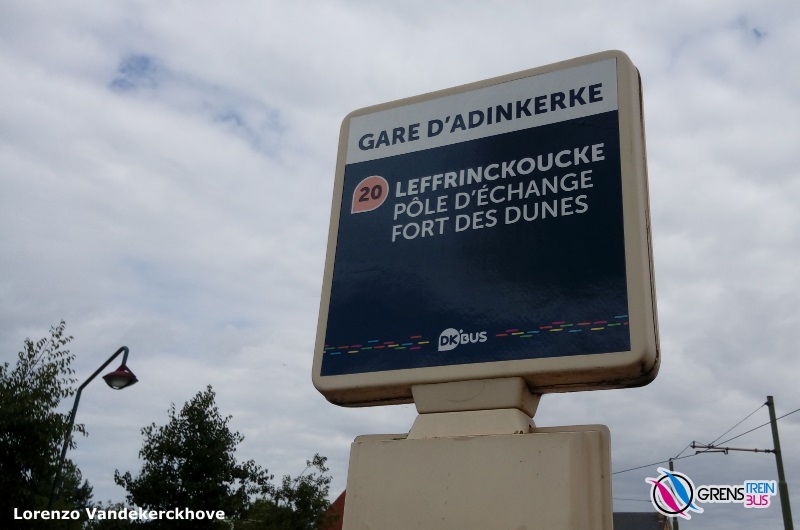 GARE D'ADINKERKE
20 LEFFRINCKOUCKE
PÔLE D'ÉCHANGE
FORT DES DUNES
DK'BUS
Lorenzo Vandekerckhove
GRENS TREIN
BUS